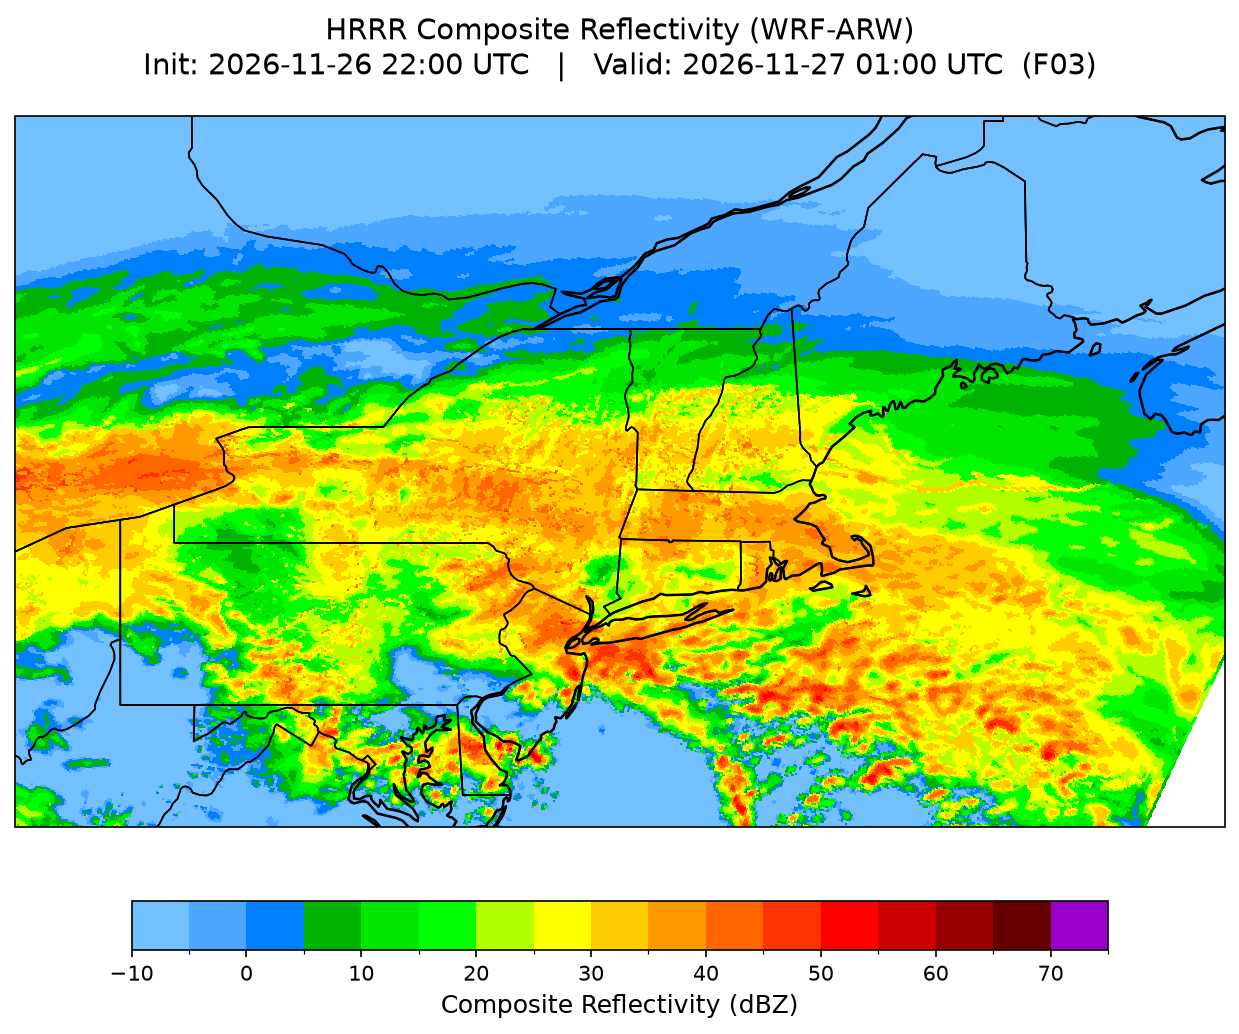 HRRR Composite Reflectivity (WRF-ARW)
Init: 2026-11-26 22:00 UTC | Valid: 2026-11-27 01:00 UTC (F03)
−10 0 10 20 30 40 50 60 70
Composite Reflectivity (dBZ)